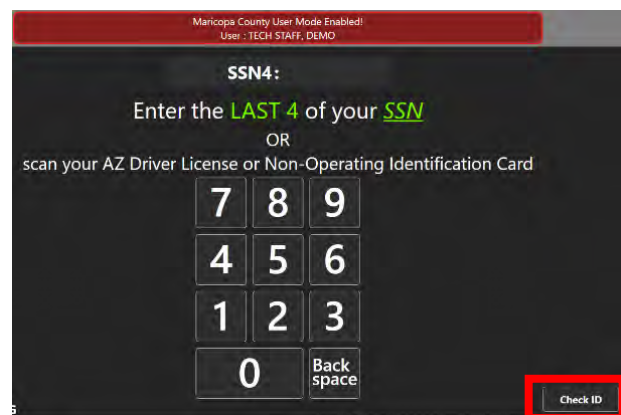 Maricopa County User Mode Enabled!
User : TECH STAFF, DEMO
SSN4:
Enter the LAST 4 of your SSN
OR
scan your AZ Driver License or Non-Operating Identification Card
7 8 9
4 5 6
1 2 3
0 Back space
Check ID